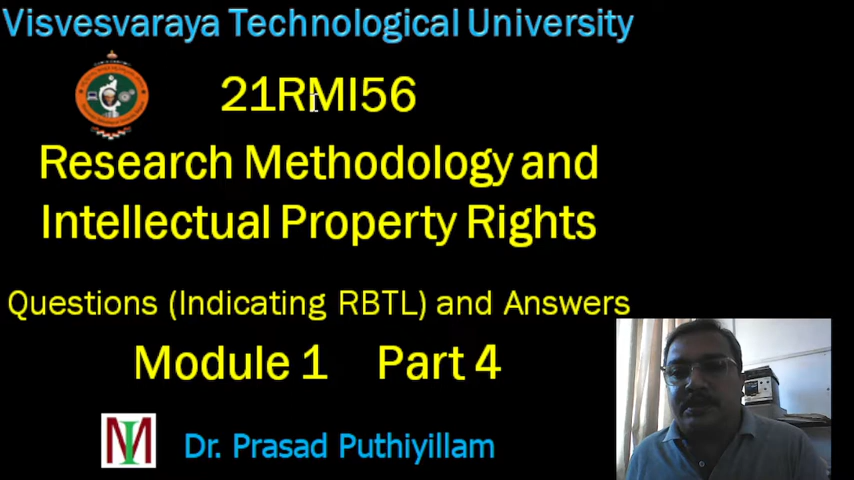 Visvesvaraya Technological University
21RMI56
Research Methodology and
Intellectual Property Rights
Questions (Indicating RBTL) and Answers
Module 1 Part 4
MI
Dr. Prasad Puthiyillam